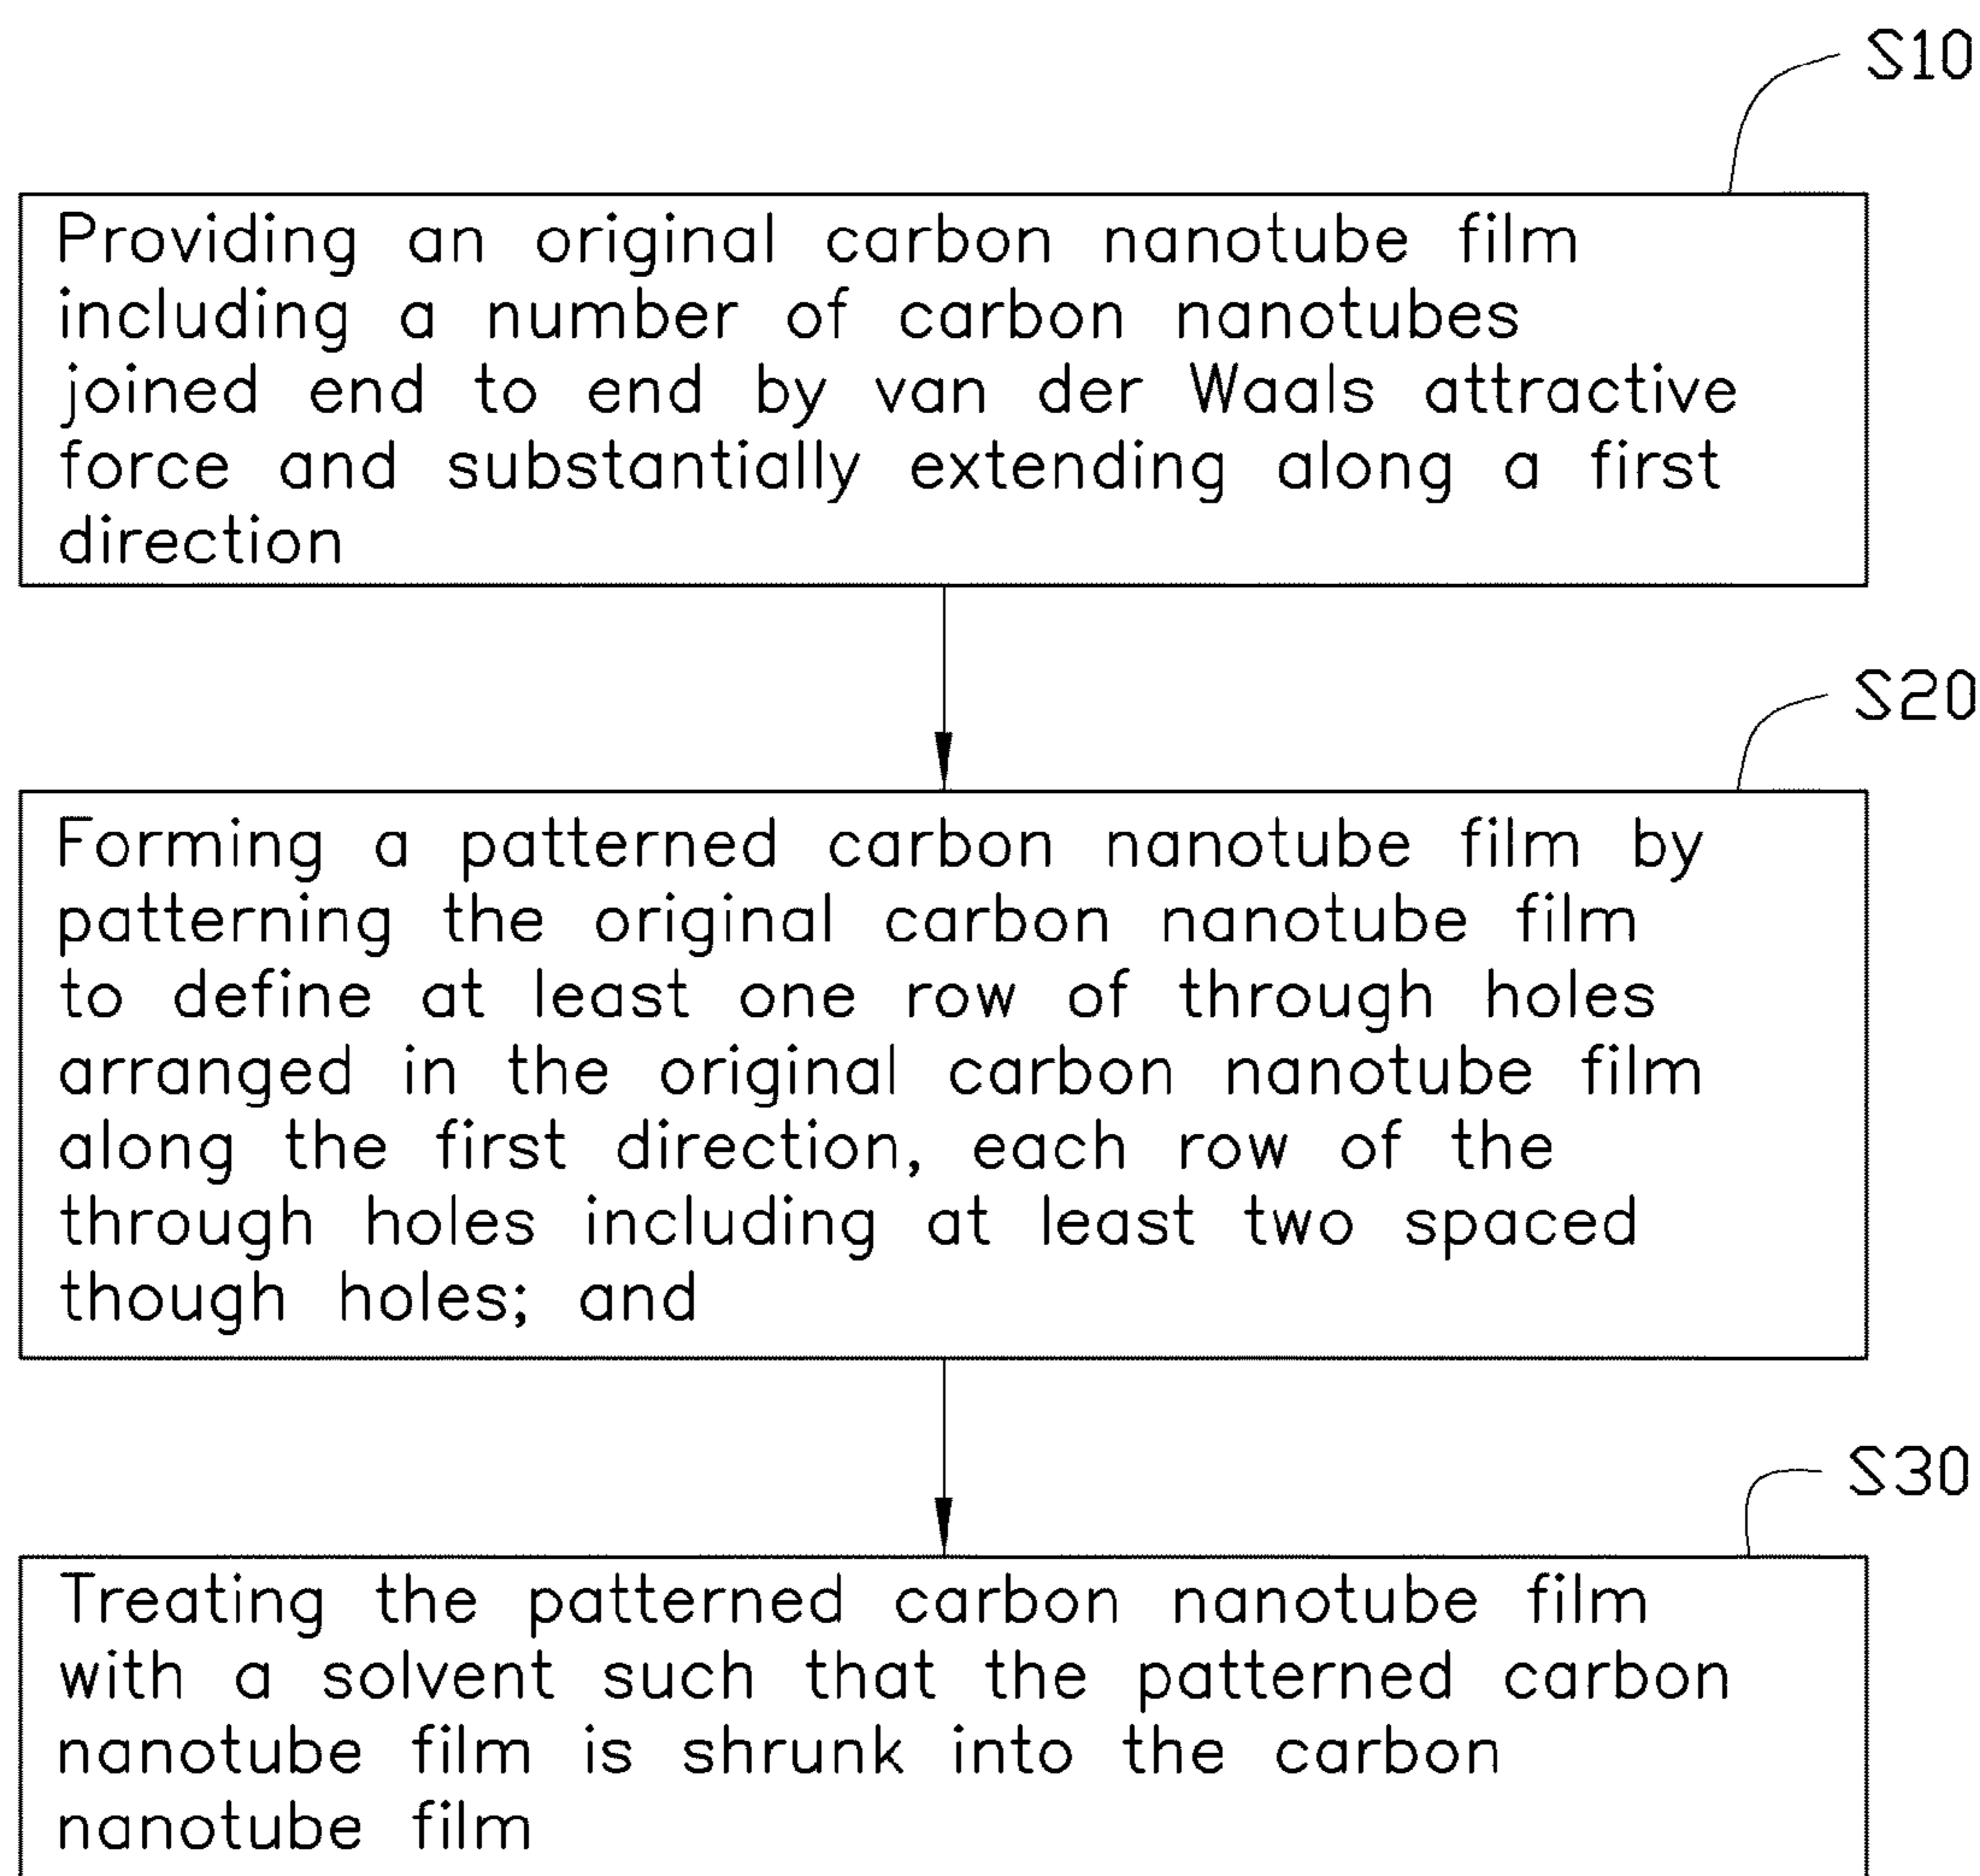 S10
Providing an original carbon nanotube film
including a number of carbon nanotubes
joined end to end by van der Waals attractive
force and substantially extending along a first
direction
S20
Forming a patterned carbon nanotube film by
patterning the original carbon nanotube film
to define at least one row of through holes
arranged in the original carbon nanotube film
along the first direction, each row of the
through holes including at least two spaced
though holes; and
S30
Treating the patterned carbon nanotube film
with a solvent such that the patterned carbon
nanotube film is shrunk into the carbon
nanotube film